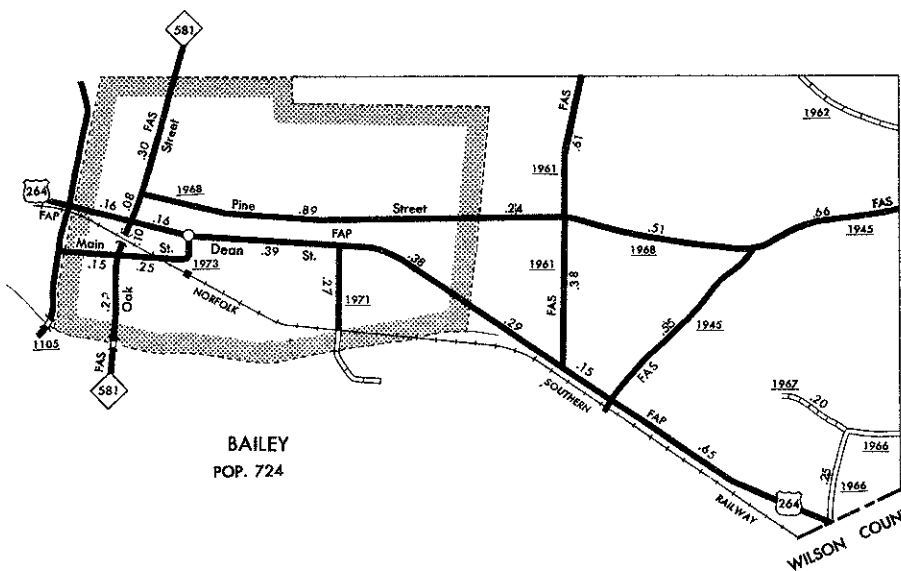 581
1962
FAS
.30
Street
FAS
.61
1961
264
.16
.08
1968
Pine
.89
Street
.24
.66
FAS
1945
FAP
.16
.10
Main
St.
Dean
.39
FAP
St.
.51
1968
.15
.25
1973
.38
1961
.38
FAS
NORFOLK
.27
1971
.22
Oak
1105
.29
1945
FAS
FAS
581
.15
SOUTHERN
FAP
1967
.20
BAILEY
POP. 724
.65
1966
.25
1966
RAILWAY
264
WILSON COUN